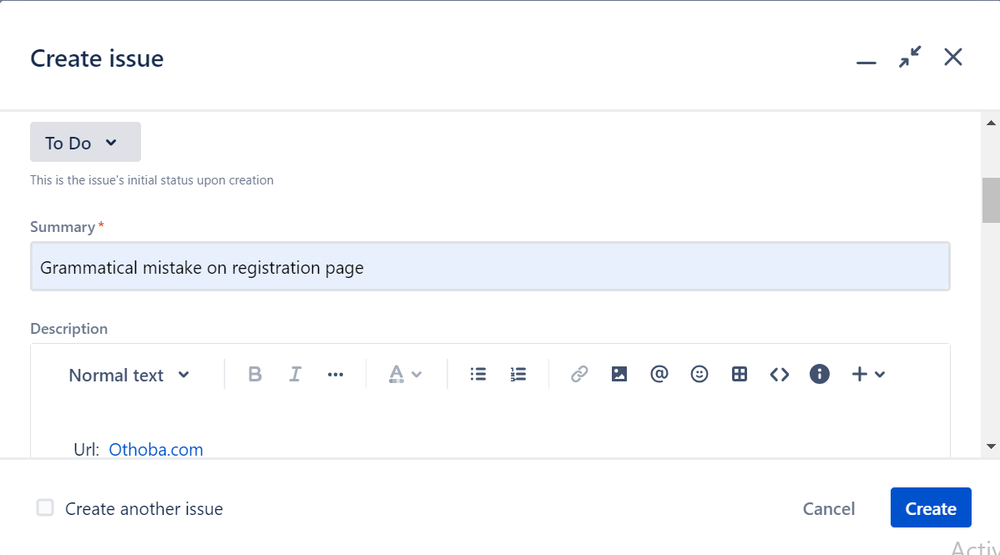 Create issue
To Do
This is the issue's initial status upon creation
Summary*
Grammatical mistake on registration page
Description
Normal text B I ... A @
Url: Othoba.com
Create another issue
Cancel Create
Activ